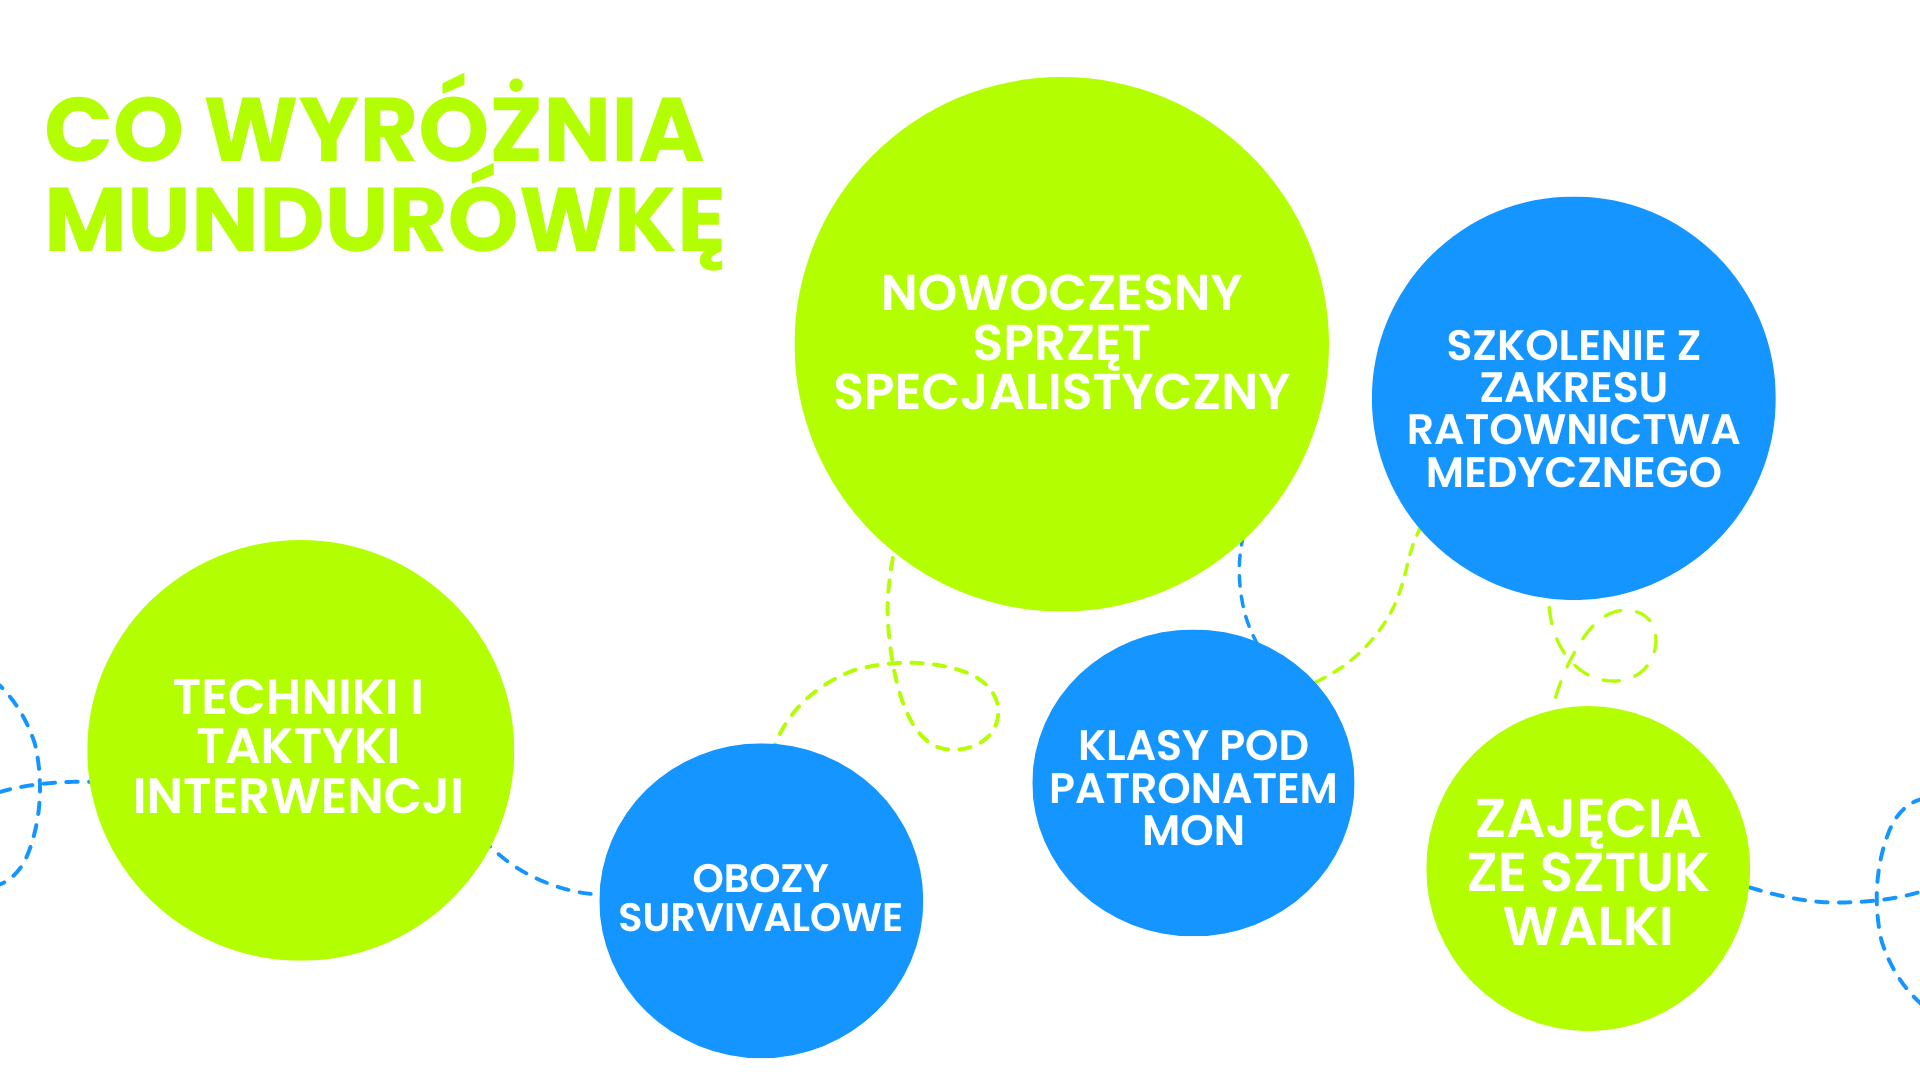 CO WYRÓŻNIA
MUNDURÓWKĘ
NOWOCZESNY
SPRZĘT
SPECJALISTYCZNY
SZKOLENIE Z
ZAKRESU
RATOWNICTWA
MEDYCZNEGO
TECHNIKI I
TAKTYKI
INTERWENCJI
OBOZY
SURVIVALOWE
KLASY POD
PATRONATEM
MON
ZAJĘCIA
ZE SZTUK
WALKI